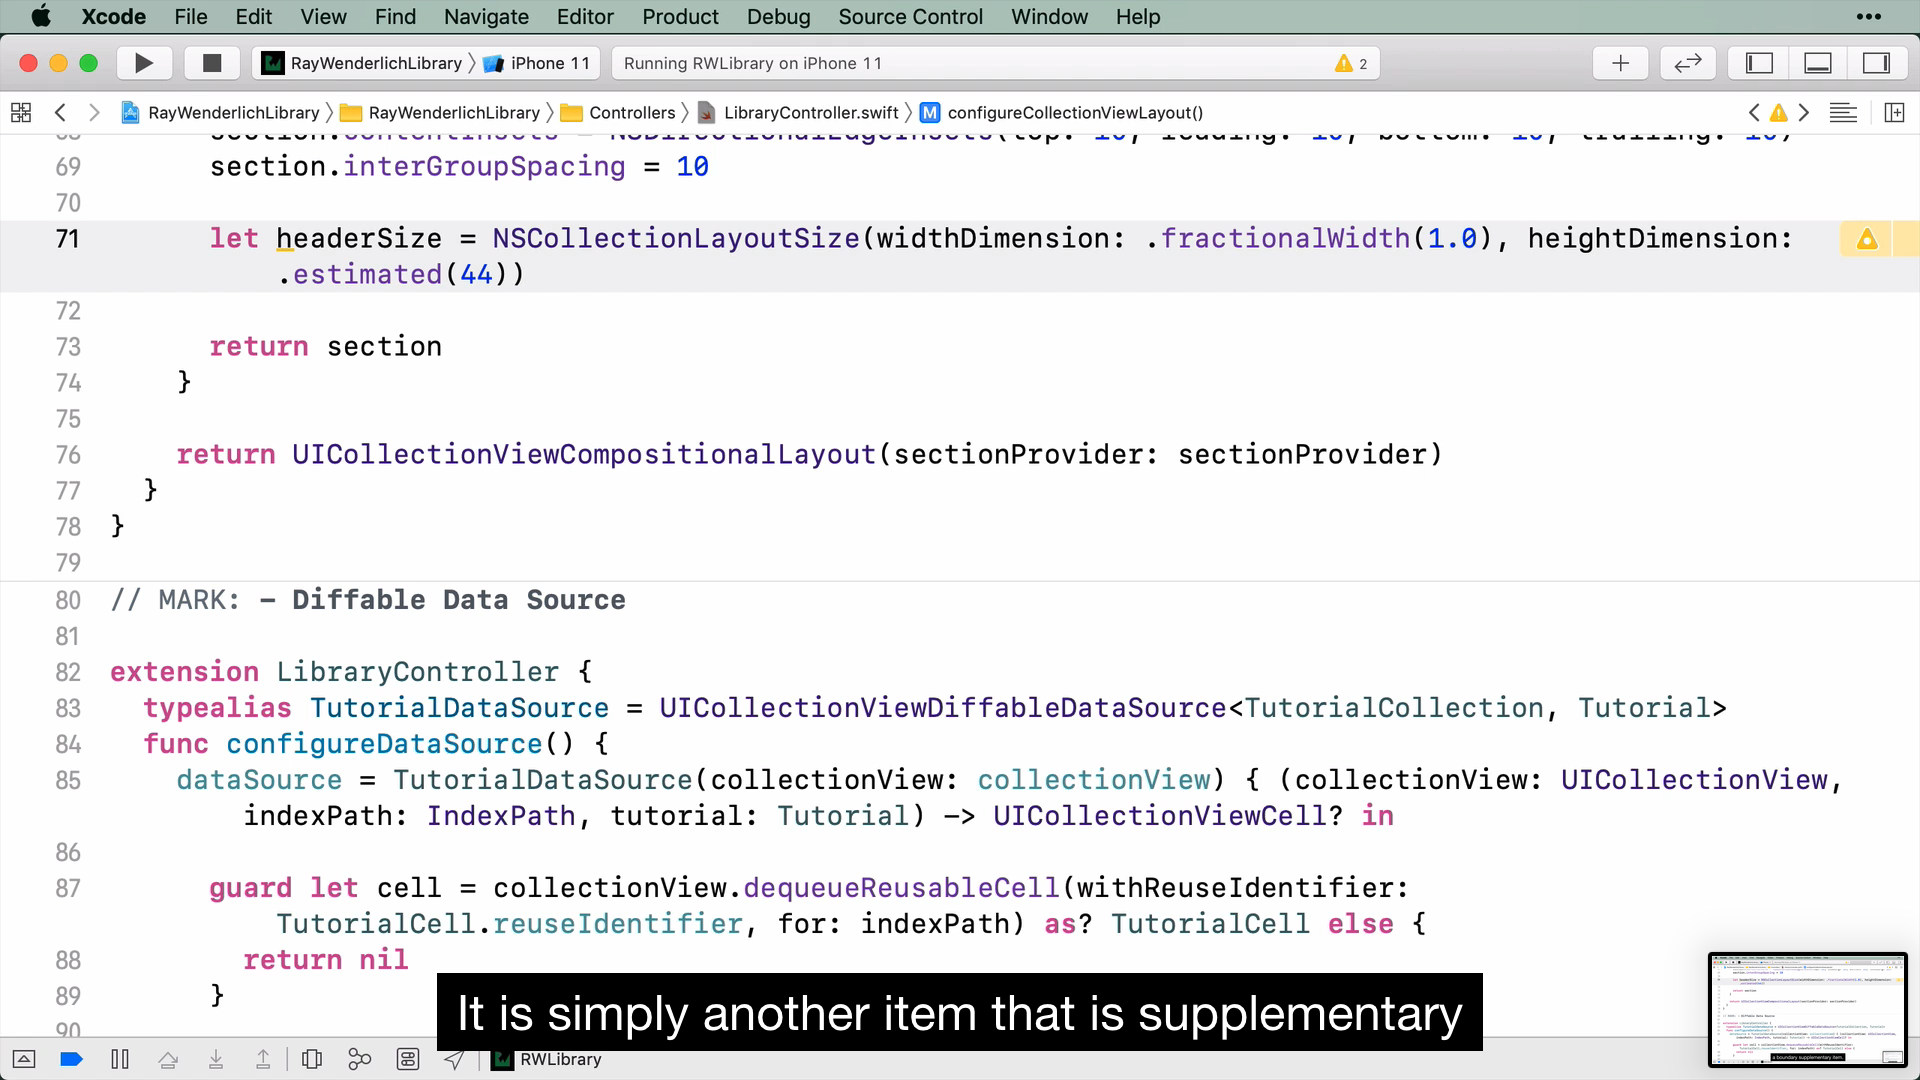 Xcode File Edit View Find Navigate Editor Product Debug Source Control Window Help
RayWenderlichLibrary iPhone 11 Running RWLibrary on iPhone 11 2
RayWenderlichLibrary RayWenderlichLibrary Controllers LibraryController.swift M configureCollectionViewLayout()
68 section.contentInsets = NSDirectionalEdgeInsets(top: 10, leading: 10, bottom: 10, trailing: 10)
69 section.interGroupSpacing = 10
70
71 let headerSize = NSCollectionLayoutSize(widthDimension: .fractionalWidth(1.0), heightDimension:
.estimated(44))
72
73 return section
74 }
75
76 return UICollectionViewCompositionalLayout(sectionProvider: sectionProvider)
77 }
78 }
79
80 // MARK: - Diffable Data Source
81
82 extension LibraryController {
83 typealias TutorialDataSource = UICollectionViewDiffableDataSource<TutorialCollection, Tutorial>
84 func configureDataSource() {
85 dataSource = TutorialDataSource(collectionView: collectionView) { (collectionView: UICollectionView,
indexPath: IndexPath, tutorial: Tutorial) -> UICollectionViewCell? in
86
87 guard let cell = collectionView.dequeueReusableCell(withReuseIdentifier:
TutorialCell.reuseIdentifier, for: indexPath) as? TutorialCell else {
88 return nil
89 }
90
It is simply another item that is supplementary
RWLibrary